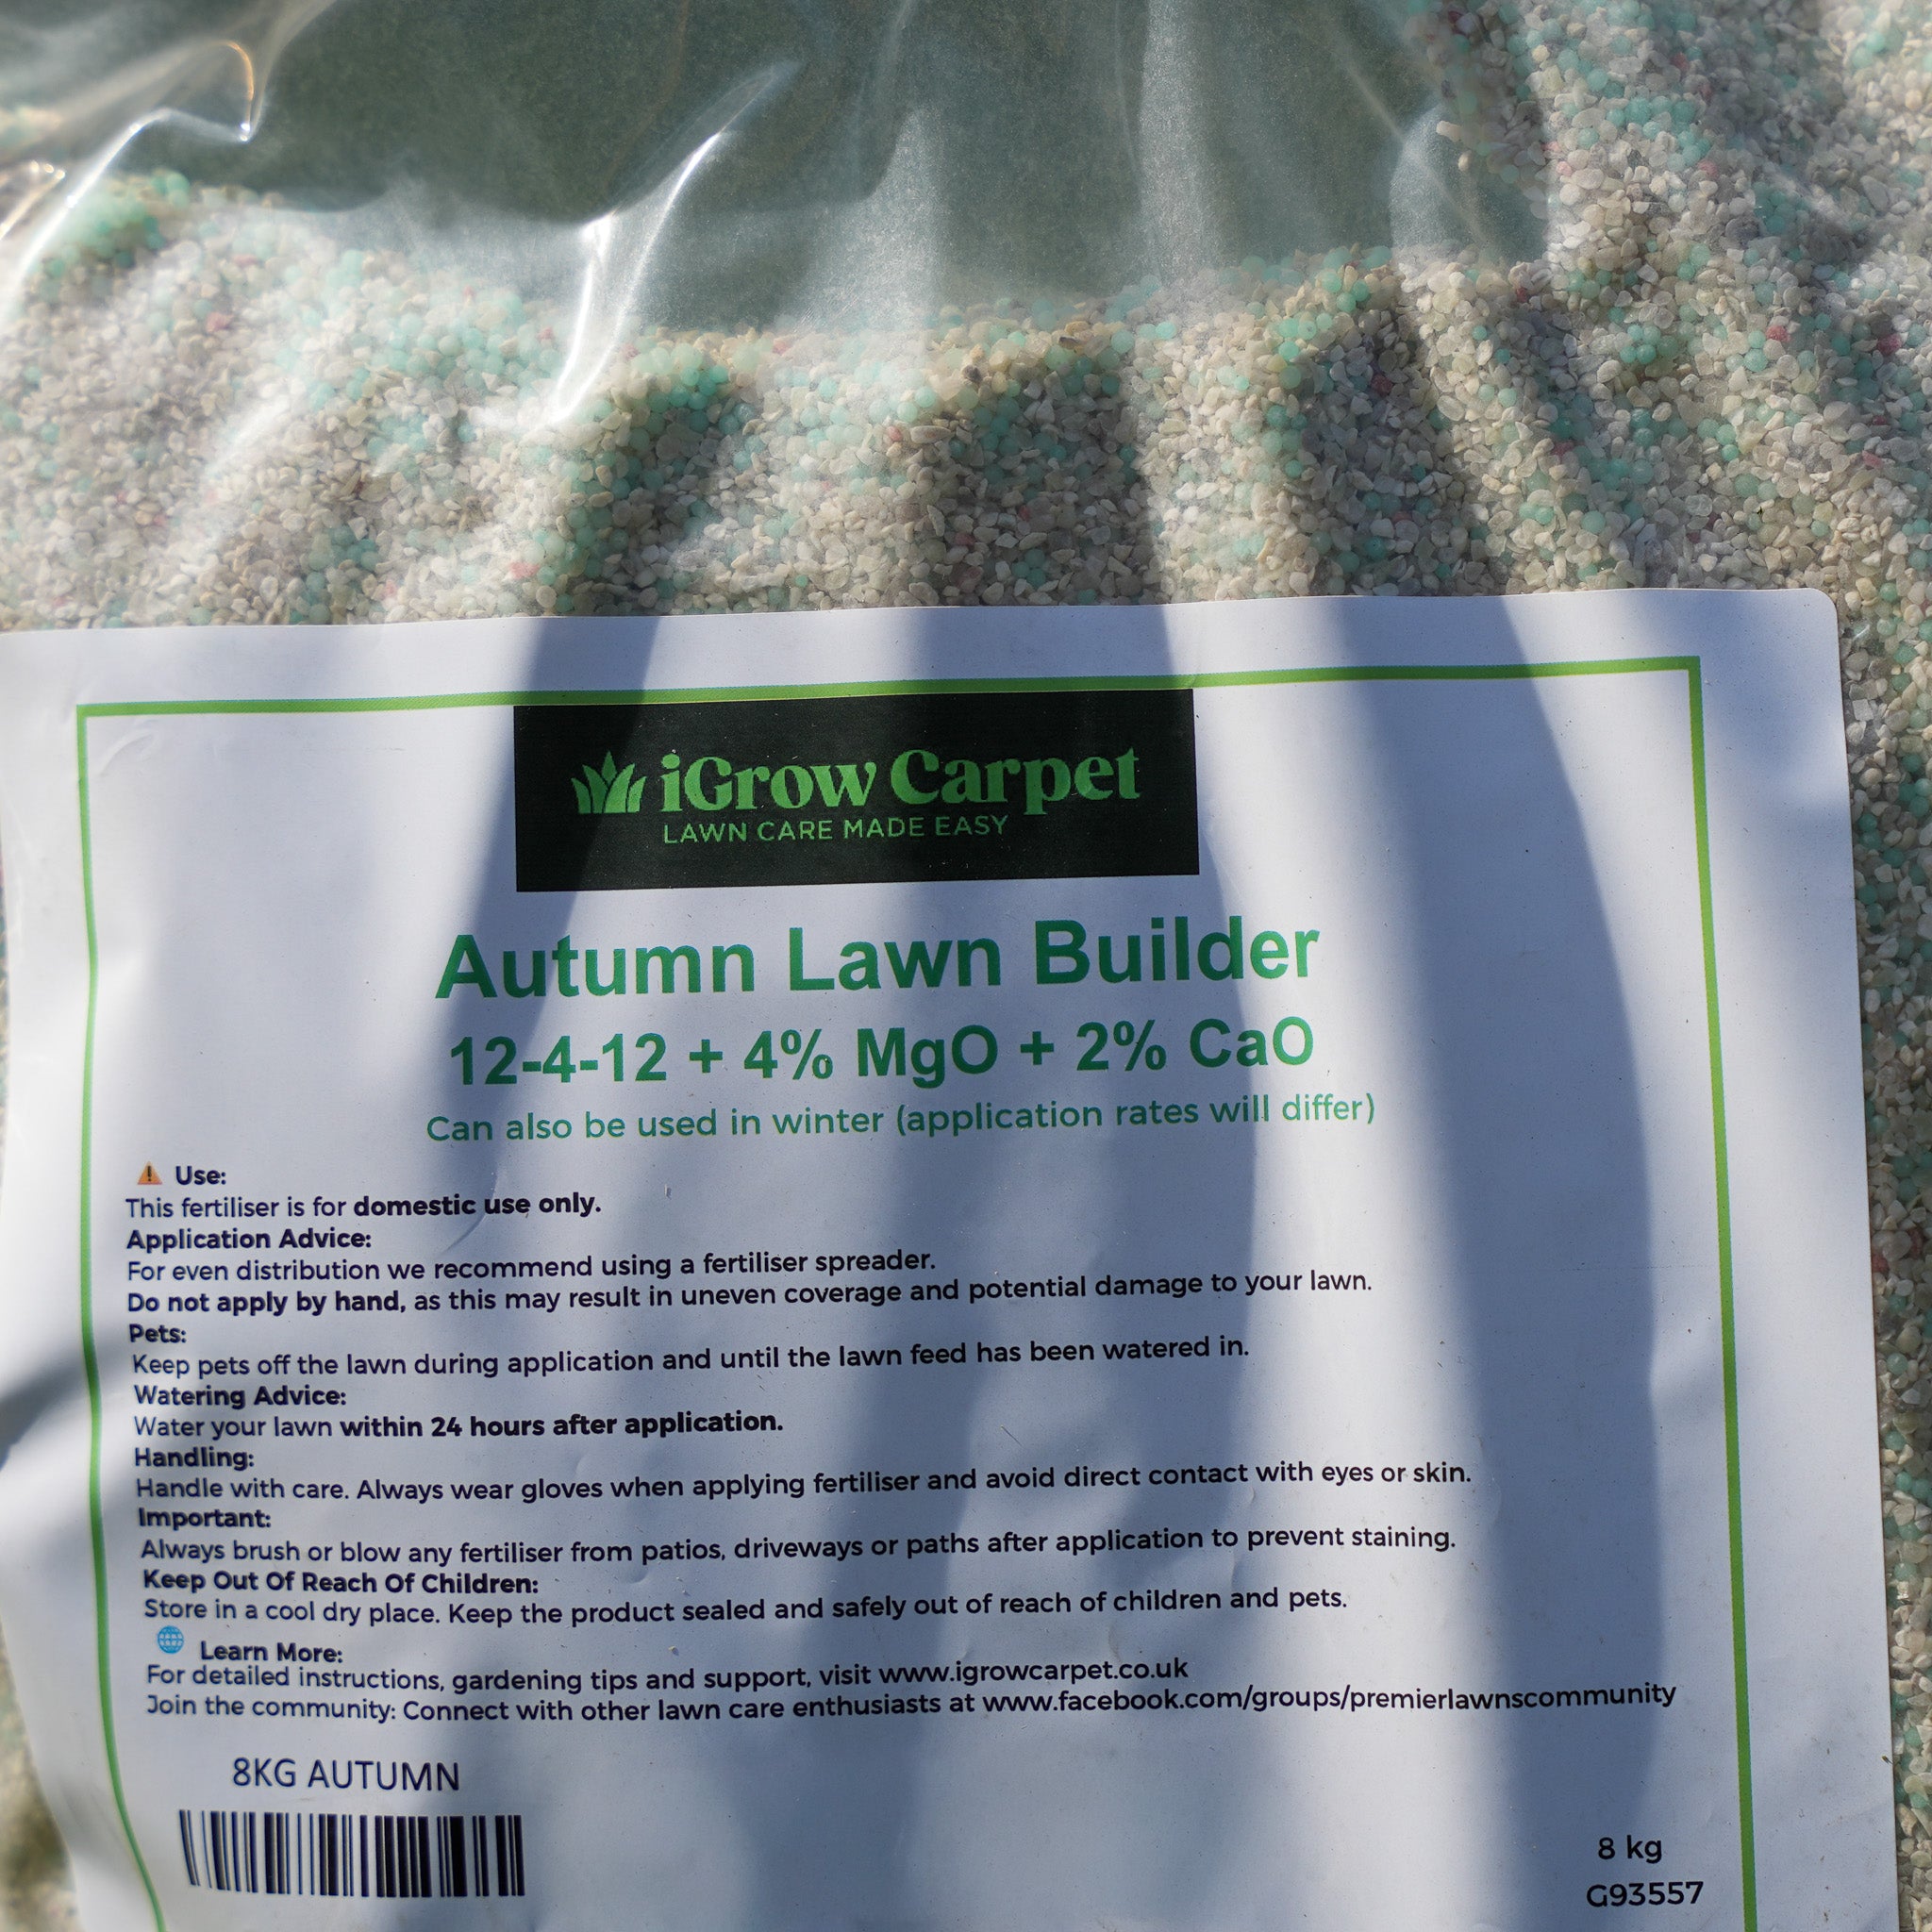 iGrow Carpet
LAWN CARE MADE EASY
Autumn Lawn Builder
12-4-12 + 4% MgO + 2% CaO
Can also be used in winter (application rates will differ)
Use:
This fertiliser is for domestic use only.
Application Advice:
For even distribution we recommend using a fertiliser spreader.
Do not apply by hand, as this may result in uneven coverage and potential damage to your lawn.
Pets:
Keep pets off the lawn during application and until the lawn feed has been watered in.
Watering Advice:
Water your lawn within 24 hours after application.
Handling:
Handle with care. Always wear gloves when applying fertiliser and avoid direct contact with eyes or skin.
Important:
Always brush or blow any fertiliser from patios, driveways or paths after application to prevent staining.
Keep Out Of Reach Of Children:
Store in a cool dry place. Keep the product sealed and safely out of reach of children and pets.
Learn More:
For detailed instructions, gardening tips and support, visit www.igrowcarpet.co.uk
Join the community: Connect with other lawn care enthusiasts at www.facebook.com/groups/premierlawnscommunity
8KG AUTUMN
8 kg
G93557